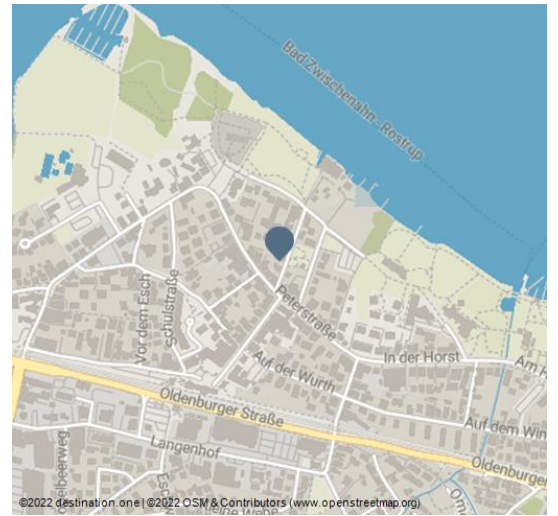 Bad Zwischenahn - Rostrup
Vor dem Esch
Schulstraße
Peterstraße
In der Horst
Auf der Wurth
Oldenburger Straße
Auf dem Win
Langenhof
Oldenburger
©2022 destination.one | ©2022 OSM & Contributors (www.openstreetmap.org)